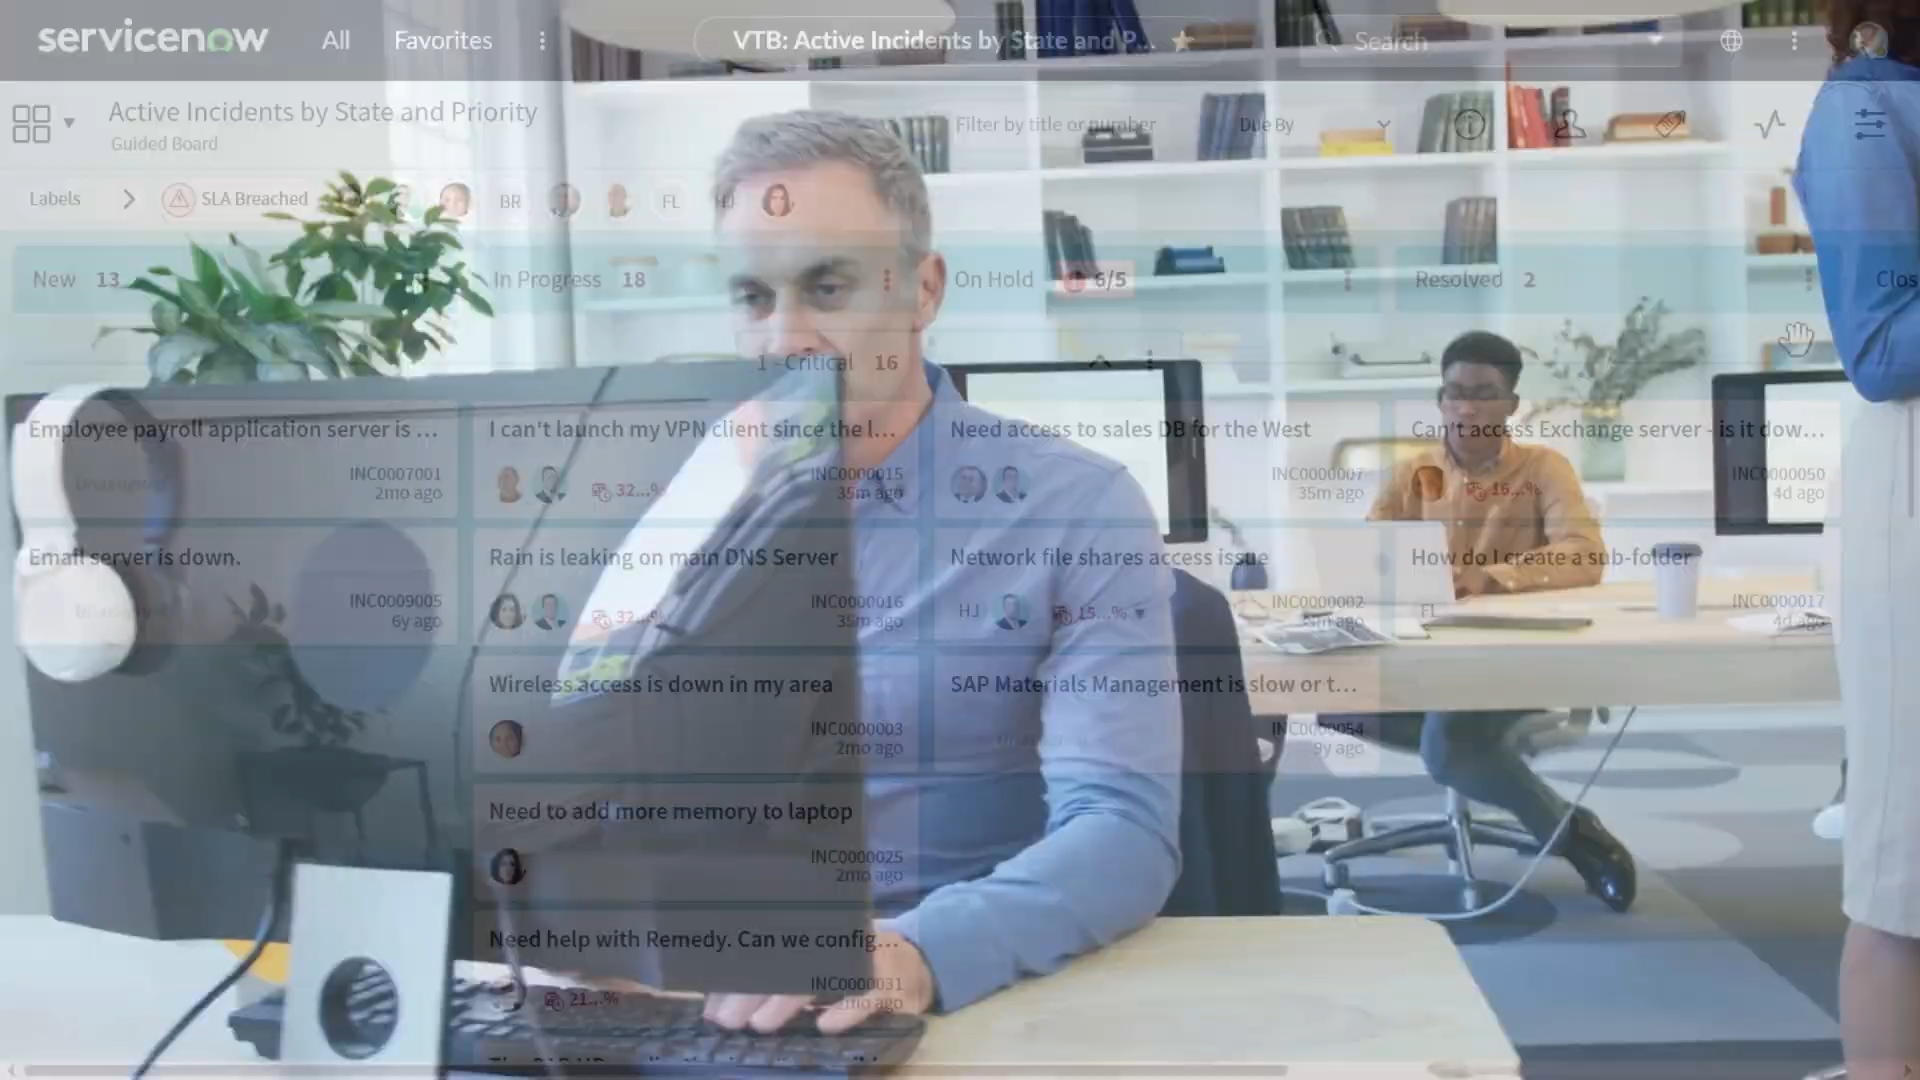 servicenow All Favorites VTB: Active Incidents by State and P... Search
Active Incidents by State and Priority
Guided Board
Filter by title or number Due By
Labels SLA Breached BR FL HJ
New 13 In Progress 18 On Hold 6/5 Resolved 2 Clos
1 - Critical 16
Employee payroll application server is ...
INC0007001
2mo ago
Email server is down.
INC0009005
6y ago
I can't launch my VPN client since the l...
32...%
INC0000015
35m ago
Rain is leaking on main DNS Server
32...%
INC0000016
35m ago
Wireless access is down in my area
INC0000003
2mo ago
Need to add more memory to laptop
INC0000025
2mo ago
Need help with Remedy. Can we config...
21...%
INC0000031
2mo ago
Need access to sales DB for the West
INC0000007
35m ago
Network file shares access issue
HJ 15...%
INC0000002
SAP Materials Management is slow or t...
INC0000054
9y ago
Can't access Exchange server - is it dow...
16...%
INC0000050
4d ago
How do I create a sub-folder
FL
INC0000017
4d ago